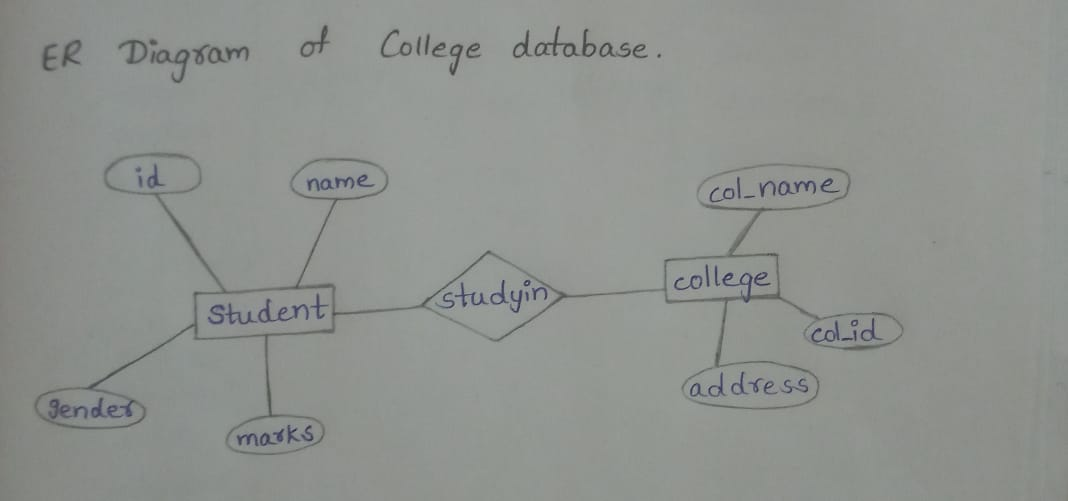 ER Diagram of College database.
id
name
col_name
student
studyin
college
col_id
gender
marks
address